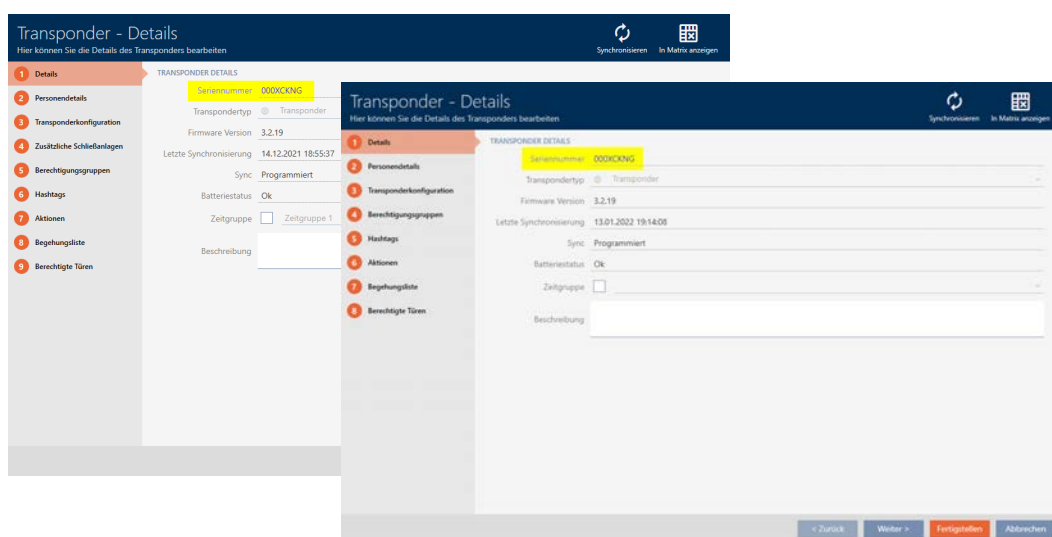 Transponder - Details
Hier können Sie die Details des Transponders bearbeiten
Synchronisieren
In Matrix anzeigen
1 Details
2 Personendetails
3 Transponderkonfiguration
4 Zusätzliche Schließanlagen
5 Berechtigungsgruppen
6 Hashtags
7 Aktionen
8 Begehungsliste
9 Berechtigte Türen
TRANSPONDER DETAILS
Seriennummer 000XCKNG
Transpondertyp Transponder
Firmware Version 3.2.19
Letzte Synchronisierung 14.12.2021 18:55:37
Sync Programmiert
Batteriestatus Ok
Zeitgruppe Zeitgruppe 1
Beschreibung
Transponder - Details
Hier können Sie die Details des Transponders bearbeiten
Synchronisieren
In Matrix anzeigen
1 Details
2 Personendetails
3 Transponderkonfiguration
4 Berechtigungsgruppen
5 Hashtags
6 Aktionen
7 Begehungsliste
8 Berechtigte Türen
TRANSPONDER DETAILS
Seriennummer 000XCKNG
Transpondertyp Transponder
Firmware Version 3.2.19
Letzte Synchronisierung 13.01.2022 19:14:08
Sync Programmiert
Batteriestatus Ok
Zeitgruppe
Beschreibung
< Zurück
Weiter >
Fertigstellen
Abbrechen